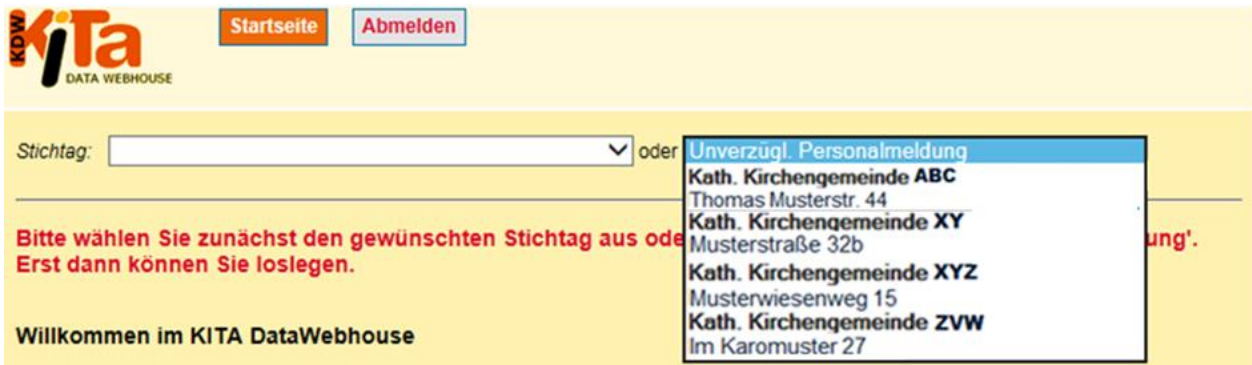 KDW KiTa
DATA WEBHOUSE
Startseite Abmelden
Stichtag: oder Unverzügl. Personalmeldung
Kath. Kirchengemeinde ABC
Thomas Musterstr. 44
Kath. Kirchengemeinde XY
Musterstraße 32b
Kath. Kirchengemeinde XYZ
Musterwiesenweg 15
Kath. Kirchengemeinde ZVW
Im Karomuster 27
Bitte wählen Sie zunächst den gewünschten Stichtag aus ode ung'.
Erst dann können Sie loslegen.
Willkommen im KITA DataWebhouse